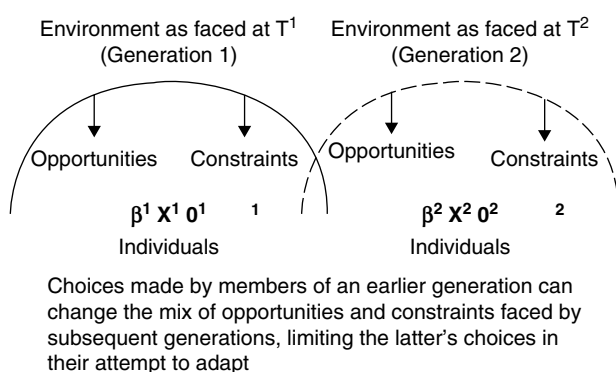 Environment as faced at T¹ Environment as faced at T²
(Generation 1) (Generation 2)
Opportunities Constraints Opportunities Constraints
β¹ X¹ 0¹ ¹ β² X² 0² ²
Individuals Individuals
Choices made by members of an earlier generation can
change the mix of opportunities and constraints faced by
subsequent generations, limiting the latter’s choices in
their attempt to adapt